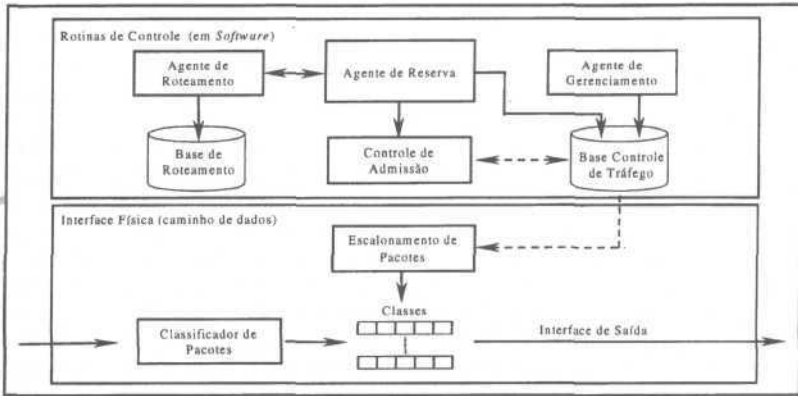 Rotinas de Controle (em Software)
Agente de
Roteamento
Agente de Reserva
Agente de
Gerenciamento
Base de
Roteamento
Controle de
Admissão
Base Controle
de Tráfego
Interface Física (caminho de dados)
Escalonamento de
Pacotes
Classes
Classificador de
Pacotes
Interface de Saída